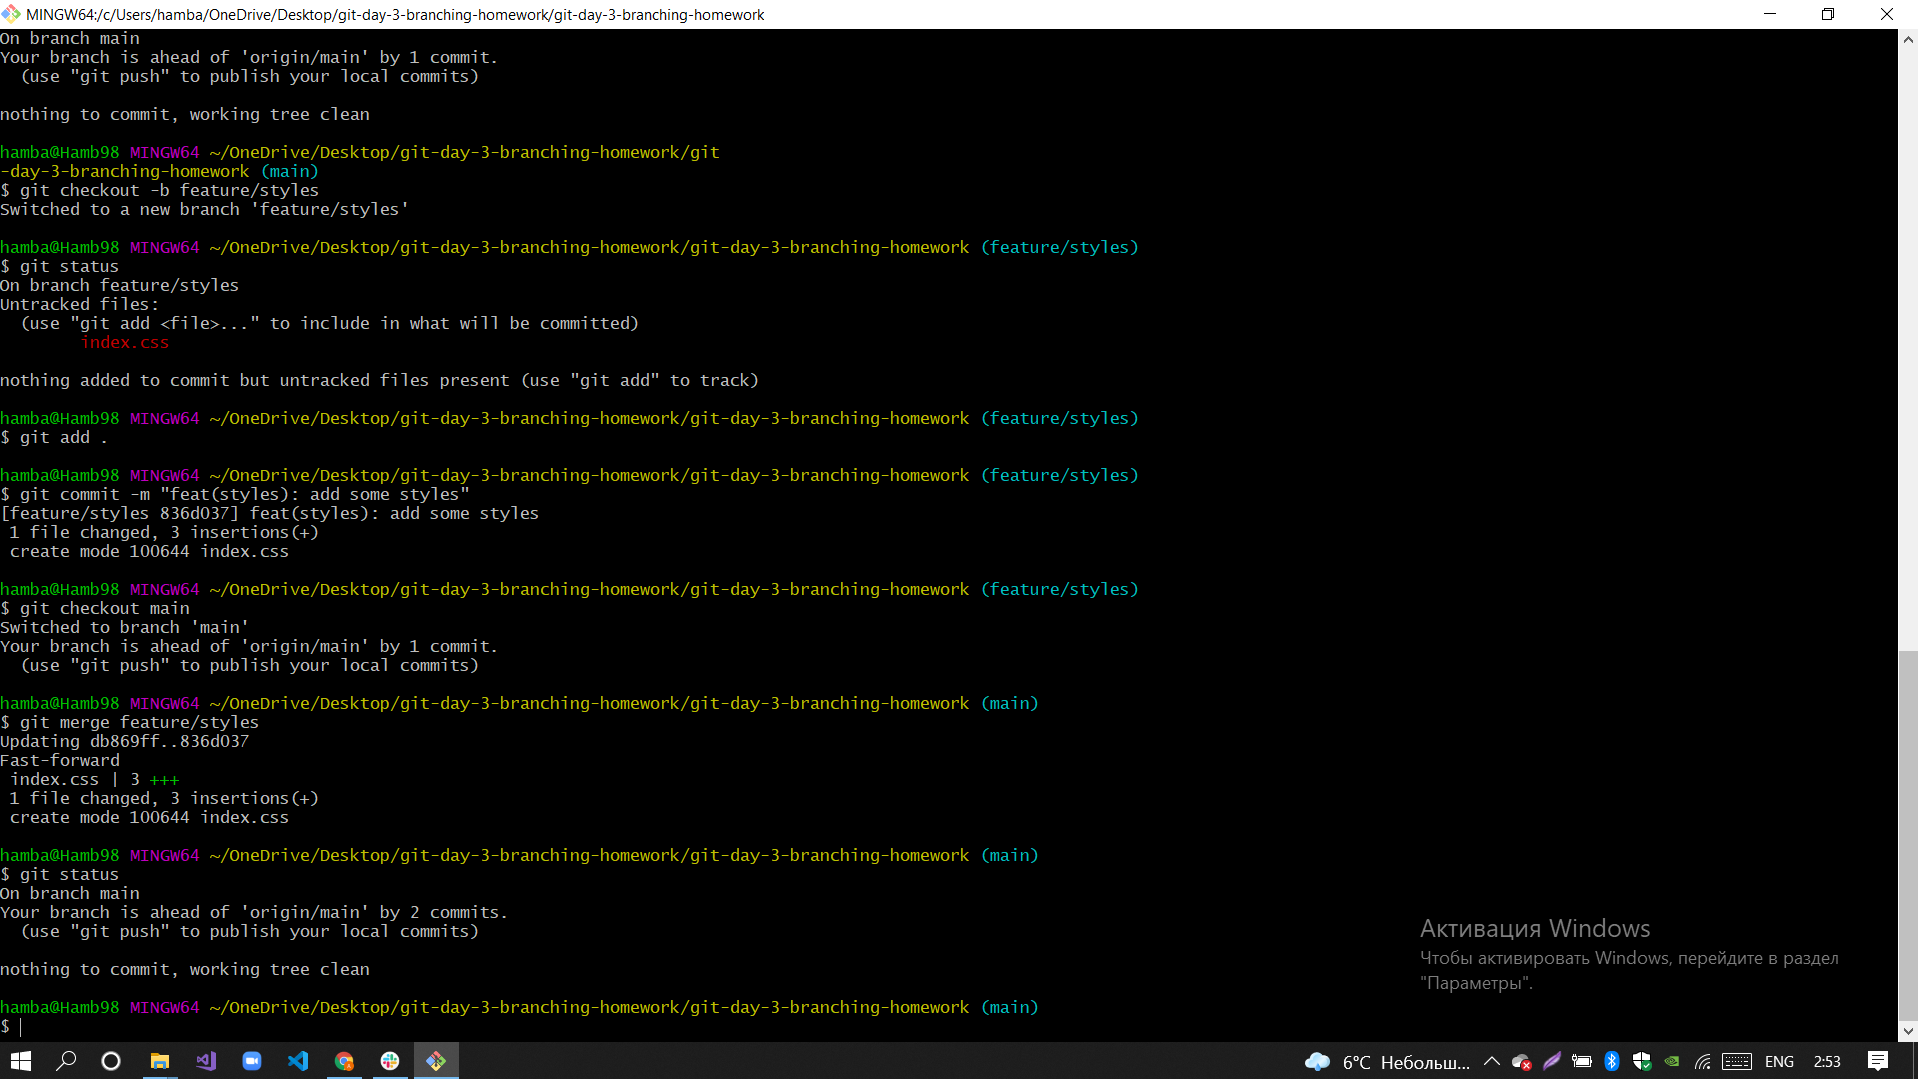 MINGW64:/c/Users/hamba/OneDrive/Desktop/git-day-3-branching-homework/git-day-3-branching-homework
On branch main
Your branch is ahead of 'origin/main' by 1 commit.
  (use "git push" to publish your local commits)
nothing to commit, working tree clean
hamba@Hamb98 MINGW64 ~/OneDrive/Desktop/git-day-3-branching-homework/git
-day-3-branching-homework (main)
$ git checkout -b feature/styles
Switched to a new branch 'feature/styles'
hamba@Hamb98 MINGW64 ~/OneDrive/Desktop/git-day-3-branching-homework/git-day-3-branching-homework (feature/styles)
$ git status
On branch feature/styles
Untracked files:
  (use "git add <file>..." to include in what will be committed)
        index.css
nothing added to commit but untracked files present (use "git add" to track)
hamba@Hamb98 MINGW64 ~/OneDrive/Desktop/git-day-3-branching-homework/git-day-3-branching-homework (feature/styles)
$ git add .
hamba@Hamb98 MINGW64 ~/OneDrive/Desktop/git-day-3-branching-homework/git-day-3-branching-homework (feature/styles)
$ git commit -m "feat(styles): add some styles"
[feature/styles 836d037] feat(styles): add some styles
 1 file changed, 3 insertions(+)
 create mode 100644 index.css
hamba@Hamb98 MINGW64 ~/OneDrive/Desktop/git-day-3-branching-homework/git-day-3-branching-homework (feature/styles)
$ git checkout main
Switched to branch 'main'
Your branch is ahead of 'origin/main' by 1 commit.
  (use "git push" to publish your local commits)
hamba@Hamb98 MINGW64 ~/OneDrive/Desktop/git-day-3-branching-homework/git-day-3-branching-homework (main)
$ git merge feature/styles
Updating db869ff..836d037
Fast-forward
 index.css | 3 +++
 1 file changed, 3 insertions(+)
 create mode 100644 index.css
hamba@Hamb98 MINGW64 ~/OneDrive/Desktop/git-day-3-branching-homework/git-day-3-branching-homework (main)
$ git status
On branch main
Your branch is ahead of 'origin/main' by 2 commits.
  (use "git push" to publish your local commits)
nothing to commit, working tree clean
hamba@Hamb98 MINGW64 ~/OneDrive/Desktop/git-day-3-branching-homework/git-day-3-branching-homework (main)
$
Активация Windows
Чтобы активировать Windows, перейдите в раздел
"Параметры".
6°C Небольш... ENG 2:53